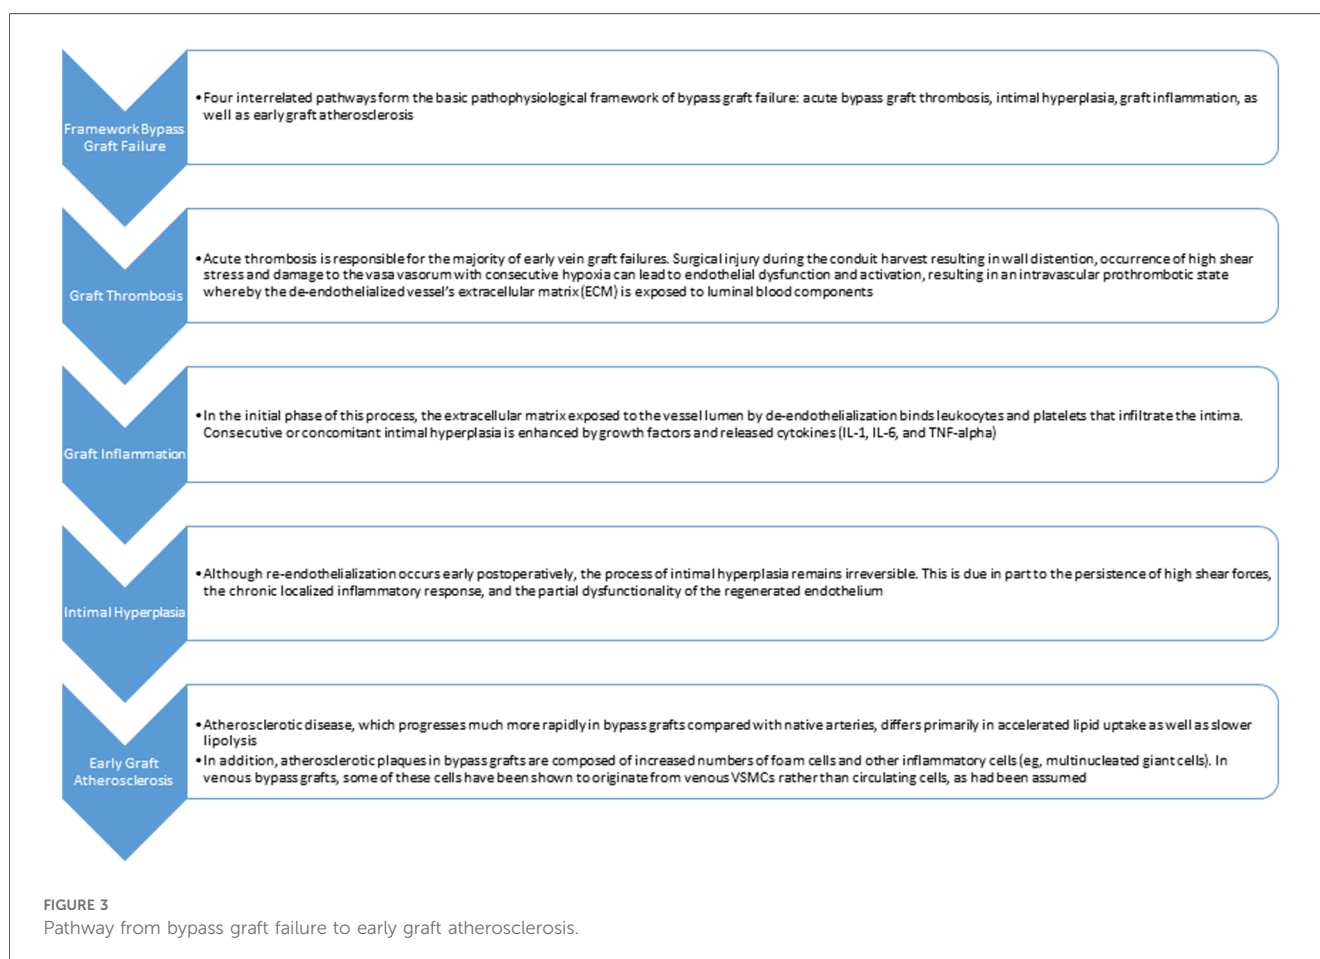 Framework Bypass
Graft Failure
•Four interrelated pathways form the basic pathophysiological framework of bypass graft failure: acute bypass graft thrombosis, intimal hyperplasia, graft inflammation, as
well as early graft atherosclerosis
Graft Thrombosis
•Acute thrombosis is responsible for the majority of early vein graft failures. Surgical injury during the conduit harvest resulting in wall distention, occurrence of high shear
stress and damage to the vasa vasorum with consecutive hypoxia can lead to endothelial dysfunction and activation, resulting in an intravascular prothrombotic state
whereby the de-endothelialized vessel's extracellular matrix (ECM) is exposed to luminal blood components
Graft Inflammation
•In the initial phase of this process, the extracellular matrix exposed to the vessel lumen by de-endothelialization binds leukocytes and platelets that infiltrate the intima.
Consecutive or concomitant intimal hyperplasia is enhanced by growth factors and released cytokines (IL-1, IL-6, and TNF-alpha)
Intimal Hyperplasia
•Although re-endothelialization occurs early postoperatively, the process of intimal hyperplasia remains irreversible. This is due in part to the persistence of high shear forces,
the chronic localized inflammatory response, and the partial dysfunctionality of the regenerated endothelium
Early Graft
Atherosclerosis
•Atherosclerotic disease, which progresses much more rapidly in bypass grafts compared with native arteries, differs primarily in accelerated lipid uptake as well as slower
lipolysis
•In addition, atherosclerotic plaques in bypass grafts are composed of increased numbers of foam cells and other inflammatory cells (eg, multinucleated giant cells). In
venous bypass grafts, some of these cells have been shown to originate from venous VSMCs rather than circulating cells, as had been assumed
FIGURE 3
Pathway from bypass graft failure to early graft atherosclerosis.